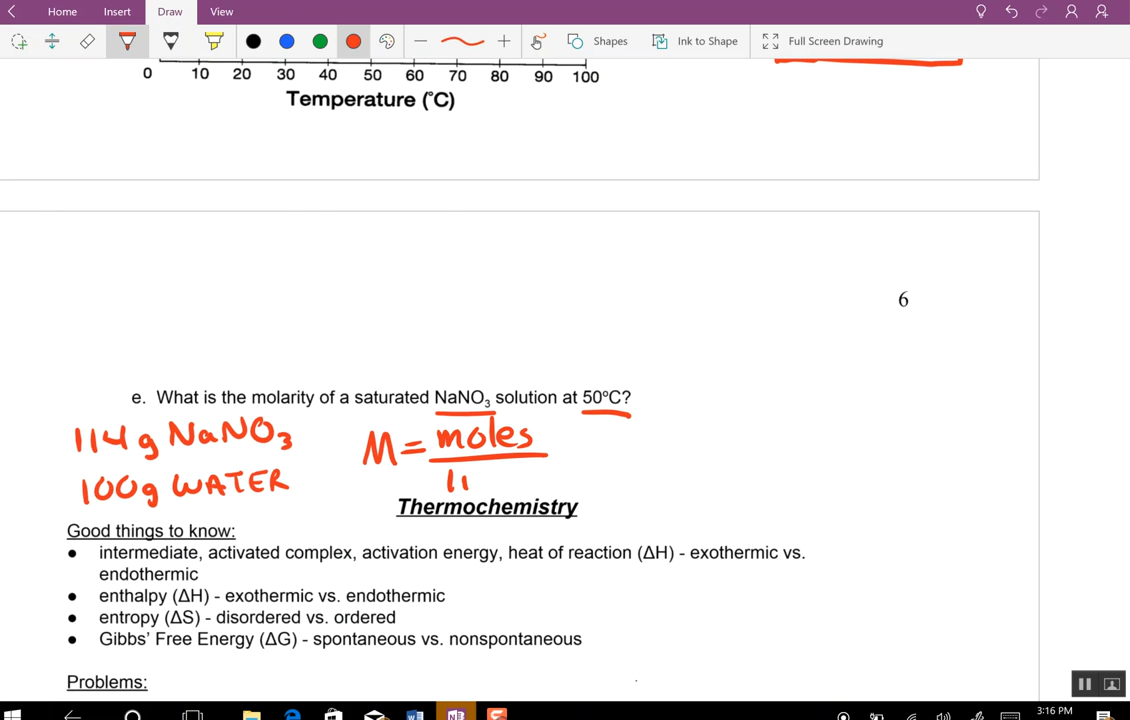 Home Insert Draw View
Shapes Ink to Shape Full Screen Drawing
0 10 20 30 40 50 60 70 80 90 100
Temperature (°C)
6
e. What is the molarity of a saturated NaNO₃ solution at 50°C?
114g NaNO₃ M = moles
100g WATER
Thermochemistry
Good things to know:
● intermediate, activated complex, activation energy, heat of reaction (ΔH) - exothermic vs.
endothermic
● enthalpy (ΔH) - exothermic vs. endothermic
● entropy (ΔS) - disordered vs. ordered
● Gibbs' Free Energy (ΔG) - spontaneous vs. nonspontaneous
Problems:
3:16 PM